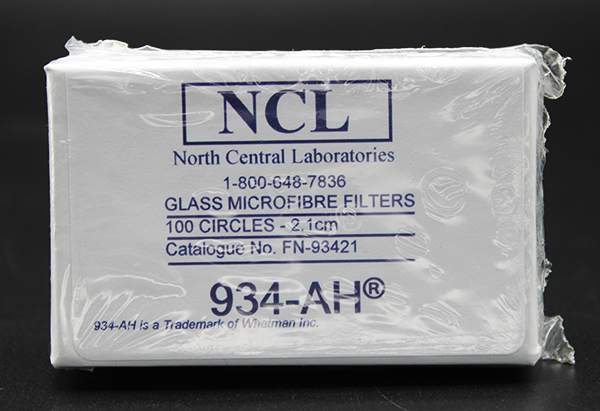 NCL
North Central Laboratories
1-800-648-7836
GLASS MICROFIBRE FILTERS
100 CIRCLES - 2.1cm
Catalogue No. FN-93421
934-AH®
934-AH is a Trademark of Whatman Inc.